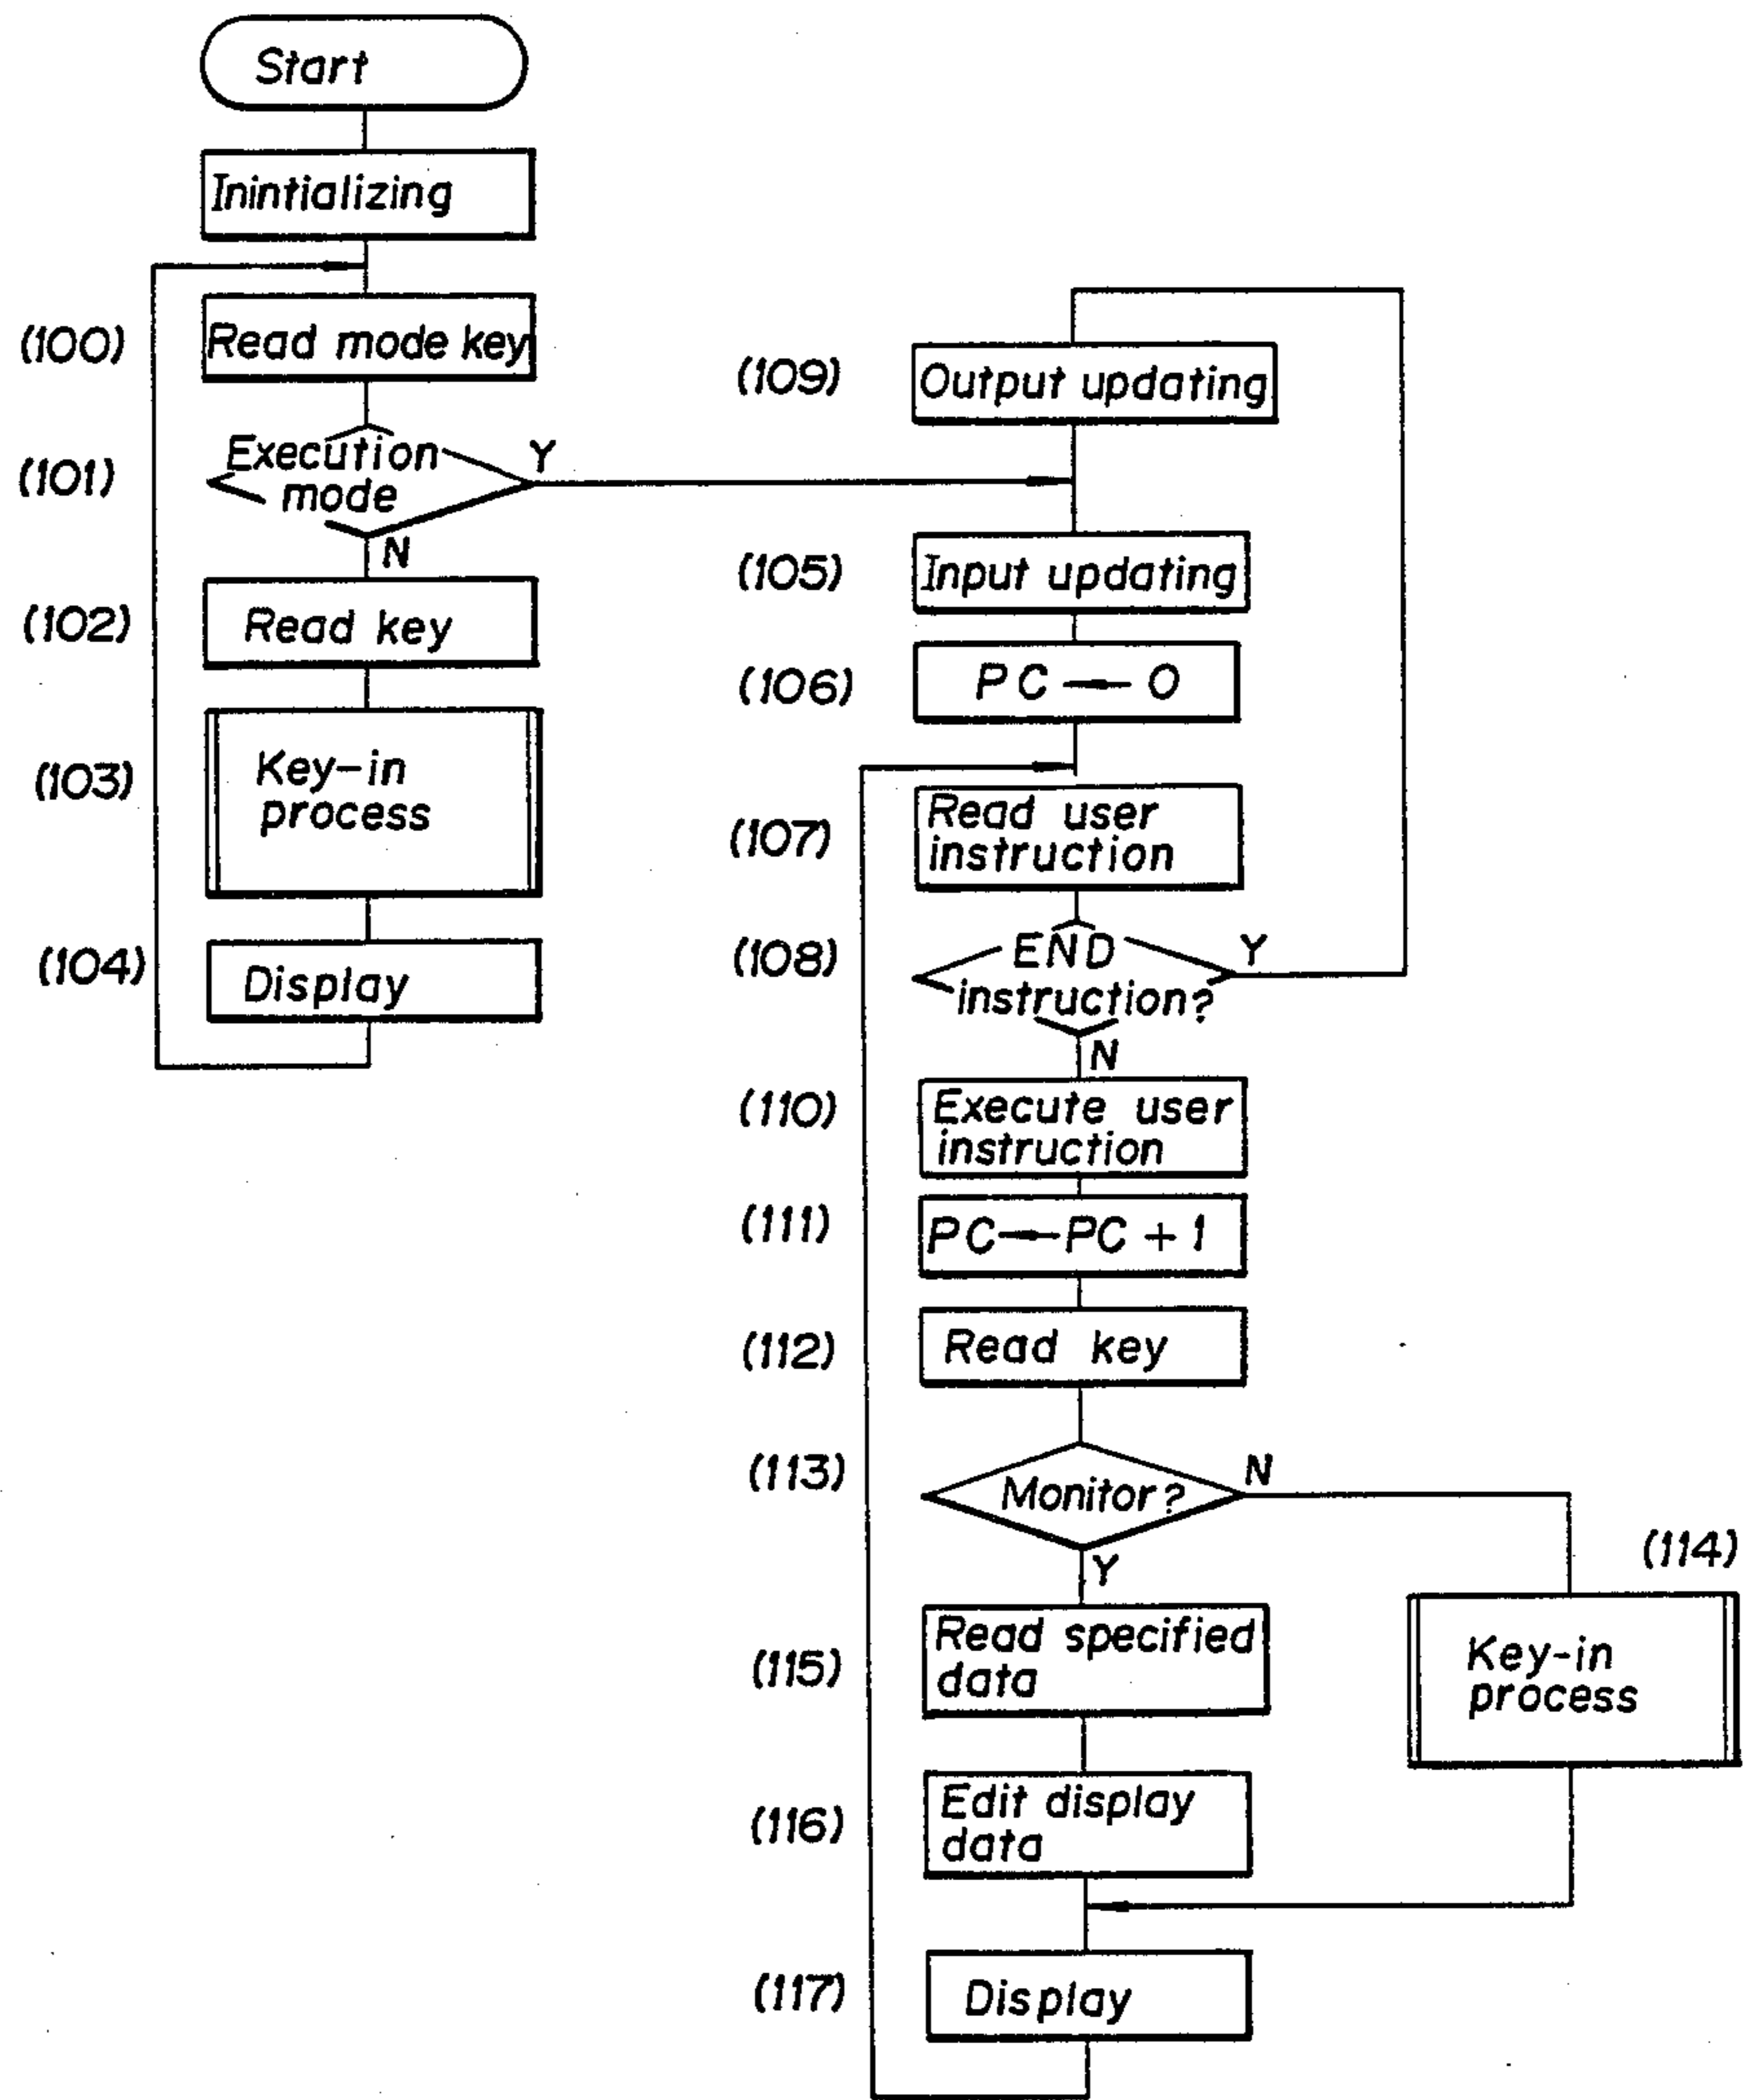 Start
Inintializing
(100)
Read mode key
(101)
Execution
mode
Y
N
(102)
Read key
(103)
Key-in
process
(104)
Display
(109)
Output updating
(105)
Input updating
(106)
PC ← 0
(107)
Read user
instruction
(108)
END
instruction?
Y
N
(110)
Execute user
instruction
(111)
PC ← PC + 1
(112)
Read key
(113)
Monitor?
N
Y
(114)
Key-in
process
(115)
Read specified
data
(116)
Edit display
data
(117)
Display